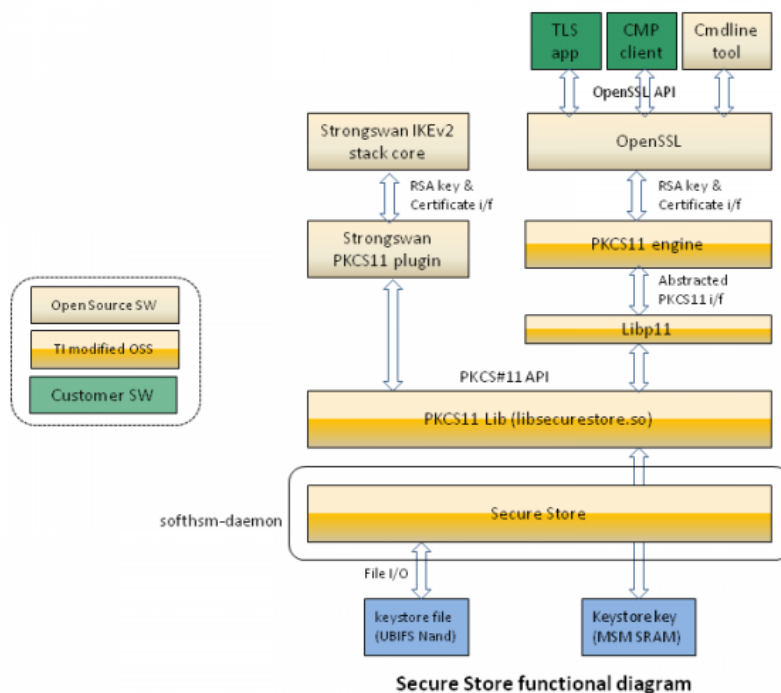 TLS
app
CMP
client
Cmdline
tool
OpenSSL API
Strongswan IKEv2
stack core
OpenSSL
RSA key &
Certificate i/f
RSA key &
Certificate i/f
Strongswan
PKCS11 plugin
PKCS11 engine
Abstracted
PKCS11 i/f
Open Source SW
TI modified OSS
Customer SW
Libp11
PKCS#11 API
PKCS11 Lib (libsecurestore.so)
softhsm-daemon
Secure Store
File I/O
keystore file
(UBIFS Nand)
Keystore key
(MSM SRAM)
Secure Store functional diagram